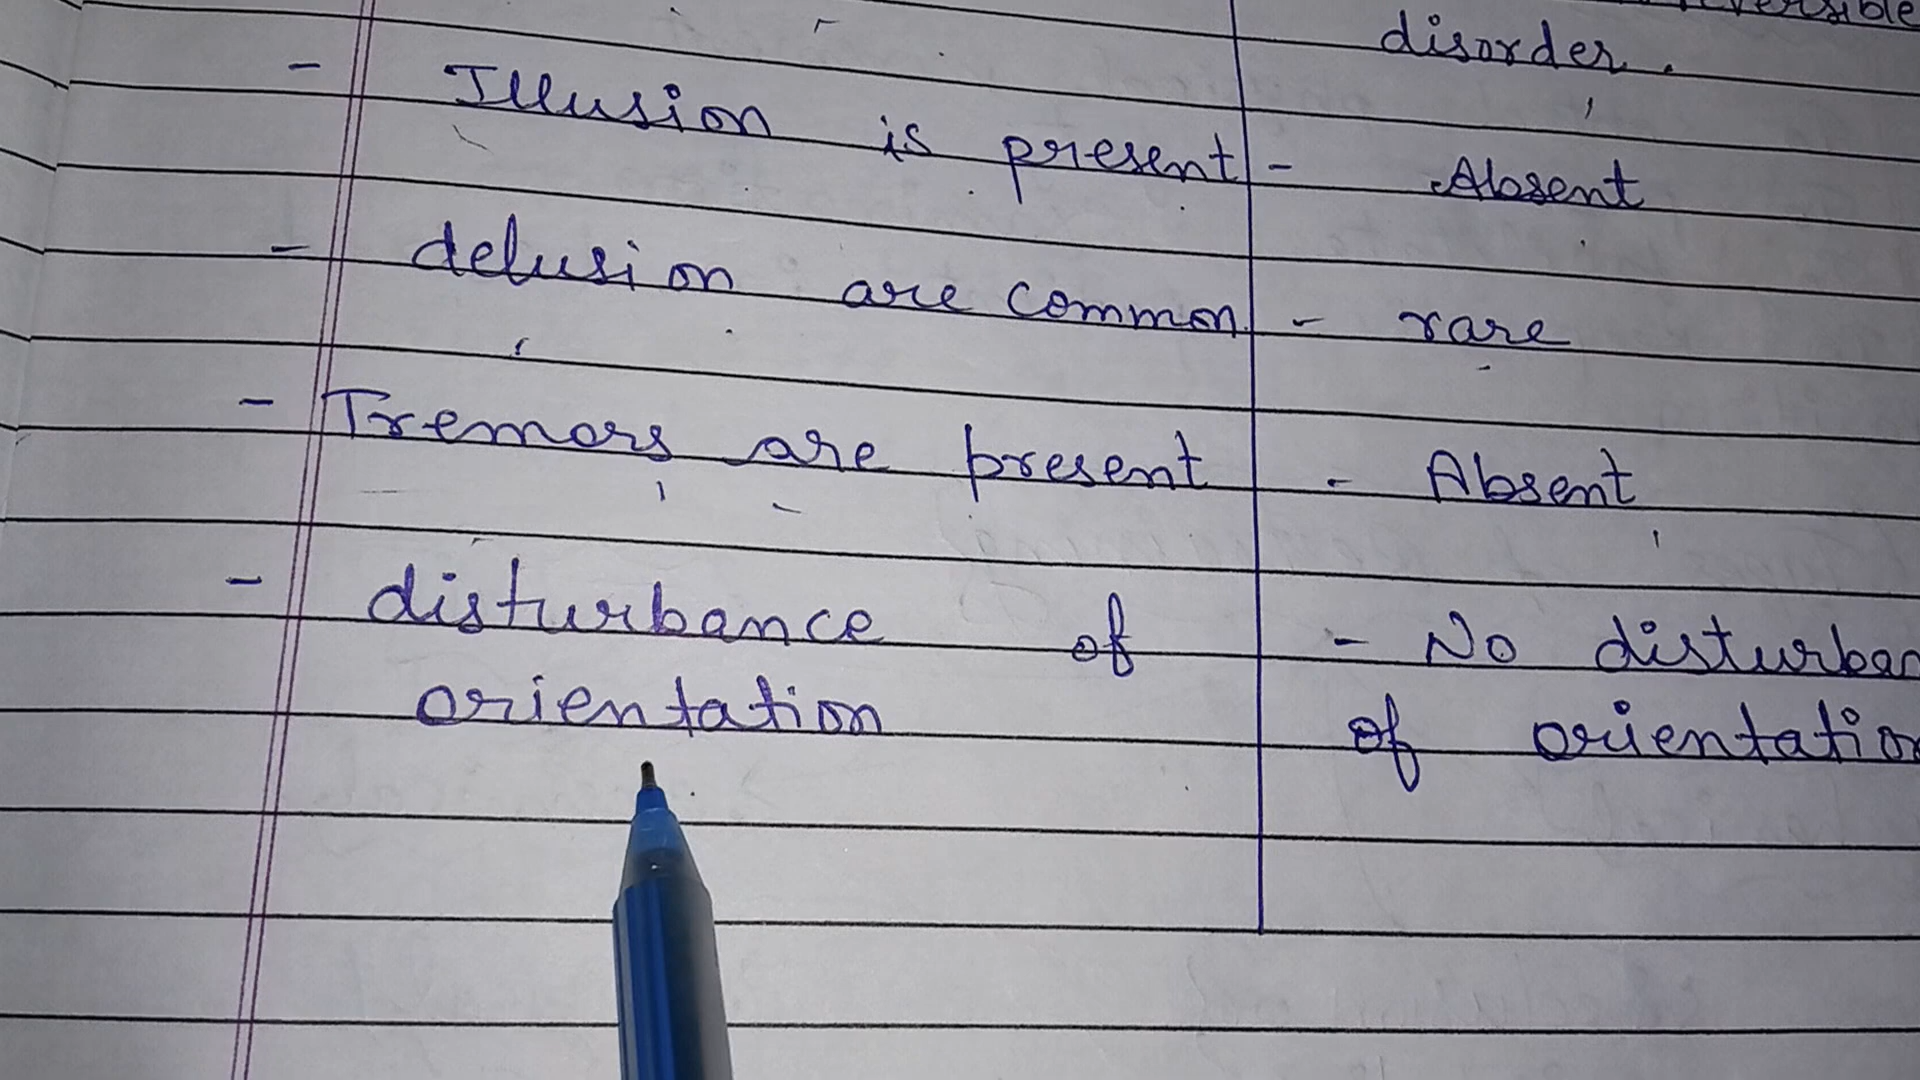 disorder.
- Illusion is present - Absent
- delusion are common - rare
- Tremors are present - Absent
- disturbance of - No disturban
orientation of orientation